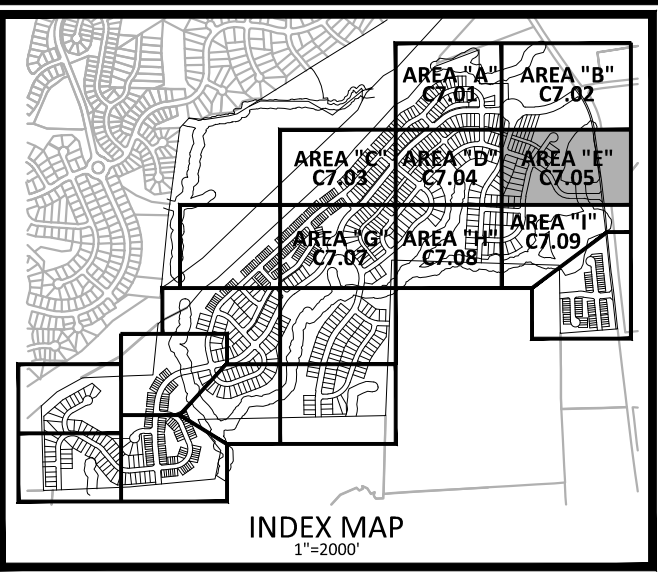 AREA "A"
C7.01
AREA "B"
C7.02
AREA "C"
C7.03
AREA "D"
C7.04
AREA "E"
C7.05
AREA "G"
C7.07
AREA "H"
C7.08
AREA "I"
C7.09
INDEX MAP
1"=2000'